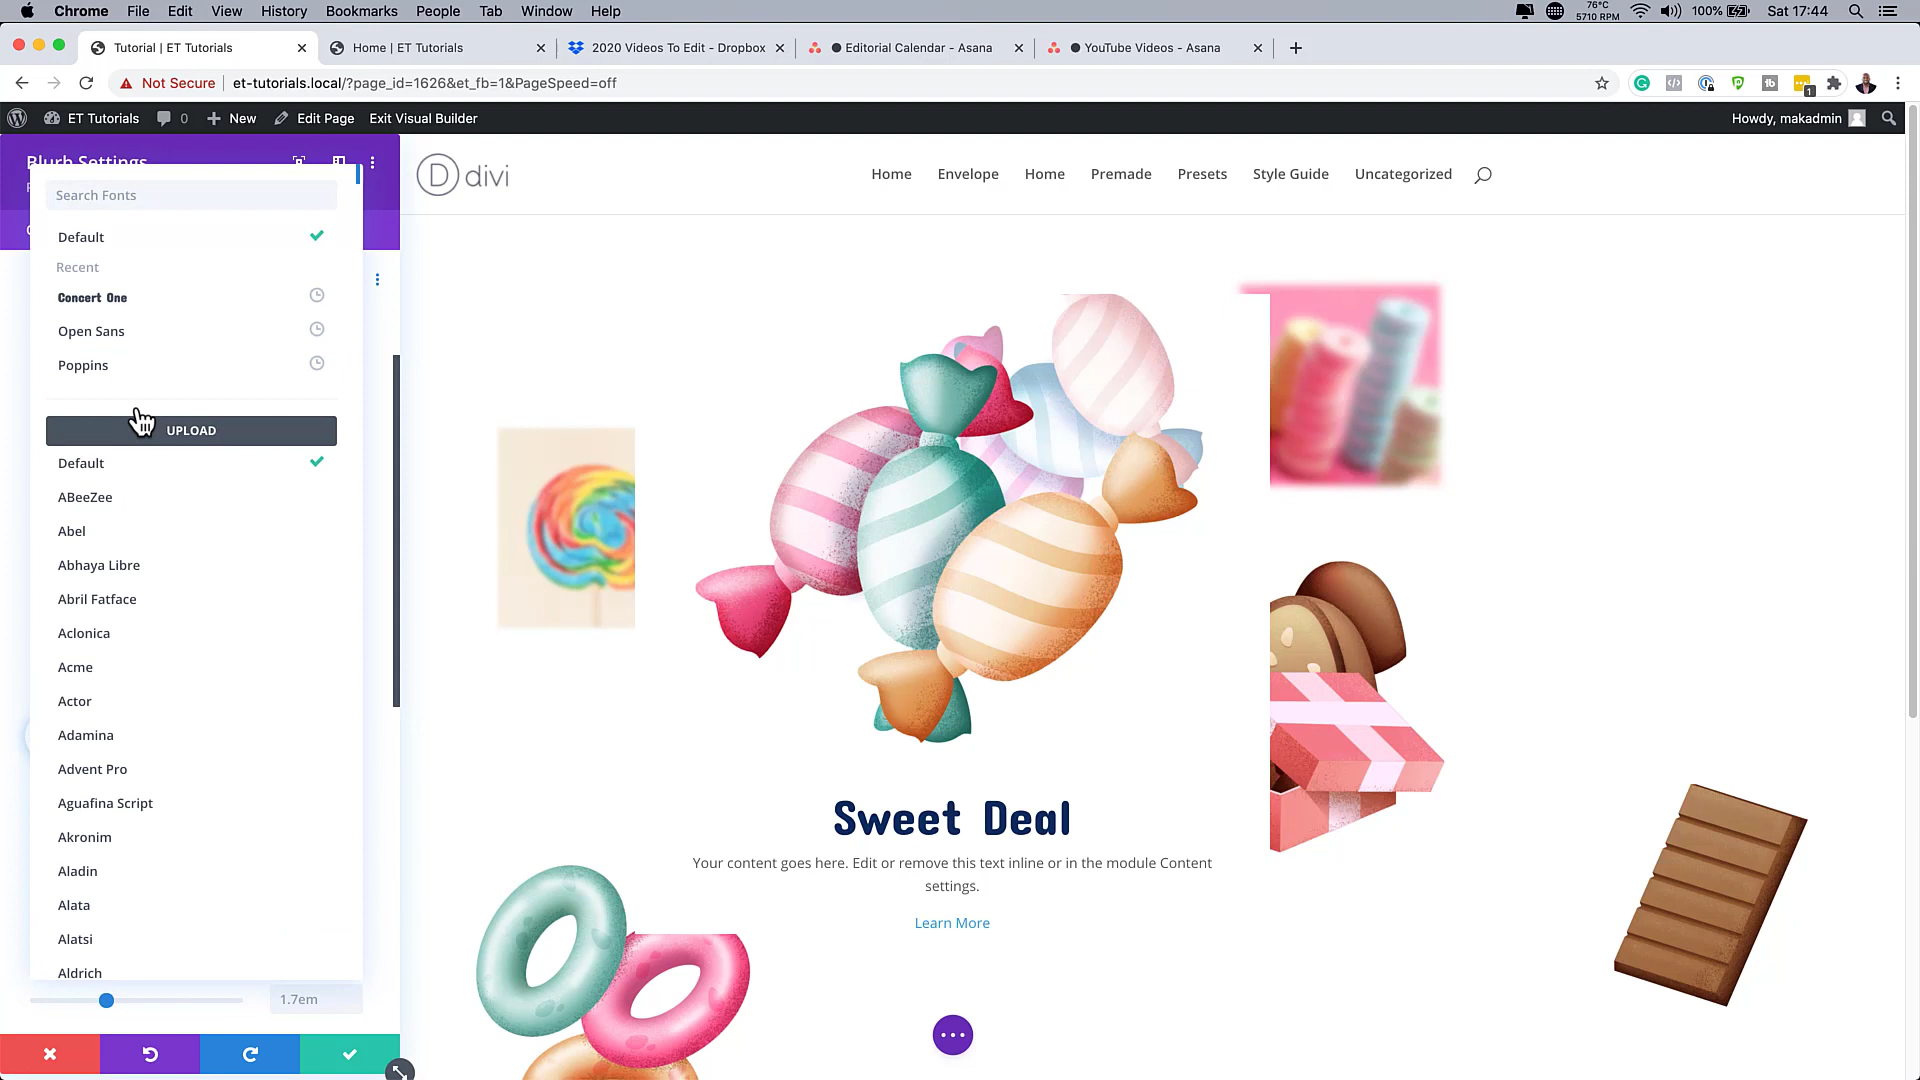 Chrome File Edit View History Bookmarks People Tab Window Help
76°C
5710 RPM
100% Sat 17:44
Tutorial | ET Tutorials
Home | ET Tutorials
2020 Videos To Edit - Dropbox
Editorial Calendar - Asana
YouTube Videos - Asana
Not Secure et-tutorials.local/?page_id=1626&et_fb=1&PageSpeed=off
1
ET Tutorials 0 New Edit Page Exit Visual Builder Howdy, makadmin
Blurb Settings
Search Fonts
Default
Recent
Concert One
Open Sans
Poppins
UPLOAD
Default
ABeeZee
Abel
Abhaya Libre
Abril Fatface
Aclonica
Acme
Actor
Adamina
Advent Pro
Aguafina Script
Akronim
Aladin
Alata
Alatsi
Aldrich
1.7em
D divi
Home Envelope Home Premade Presets Style Guide Uncategorized
Sweet Deal
Your content goes here. Edit or remove this text inline or in the module Content
settings.
Learn More